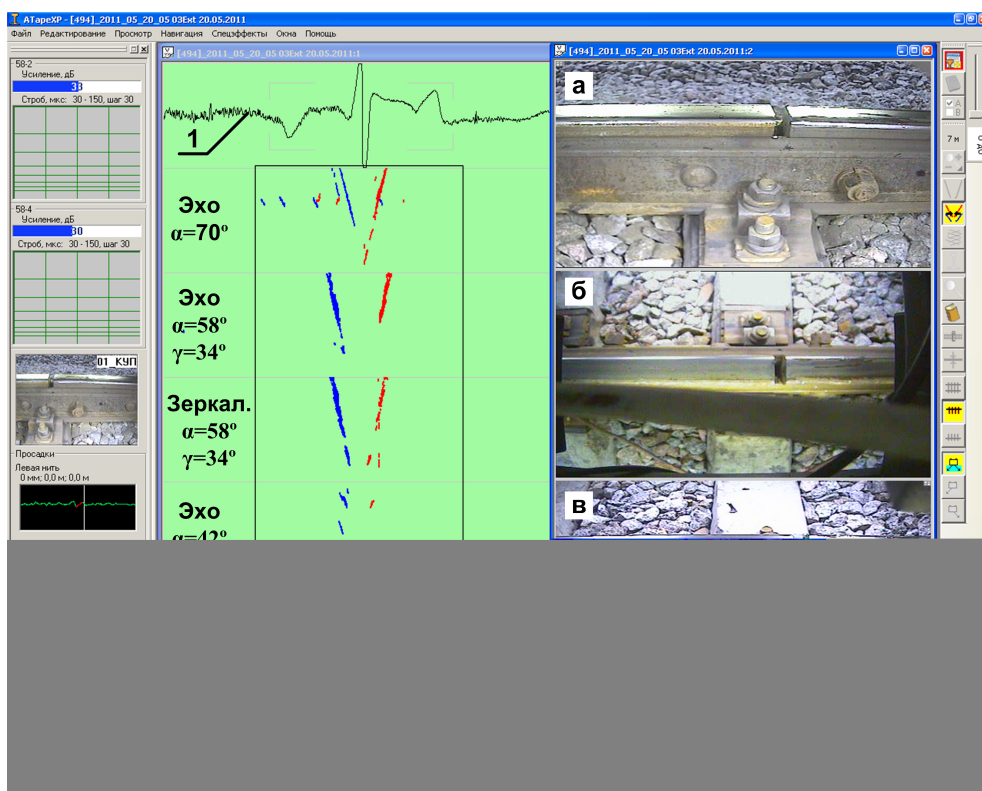 ATapeXP - [494]_2011_05_20_05 03Ext 20.05.2011
Файл Редактирование Просмотр Навигация Спецэффекты Окна Помощь
58-2
Усиление, дБ
33
Строб, мкс: 30 - 150, шаг 30
58-4
Усиление, дБ
30
Строб, мкс: 30 - 150, шаг 30
01_КУП
Просадки
Левая нить
0 мм; 0,0 м; 0,0 м
[494]_2011_05_20_05 03Ext 20.05.2011:1
1
Эхо
α=70º
Эхо
α=58º
γ=34º
Зеркал.
α=58º
γ=34º
Эхо
α=42º
[494]_2011_05_20_05 03Ext 20.05.2011:2
а
б
в
A
B
7 м